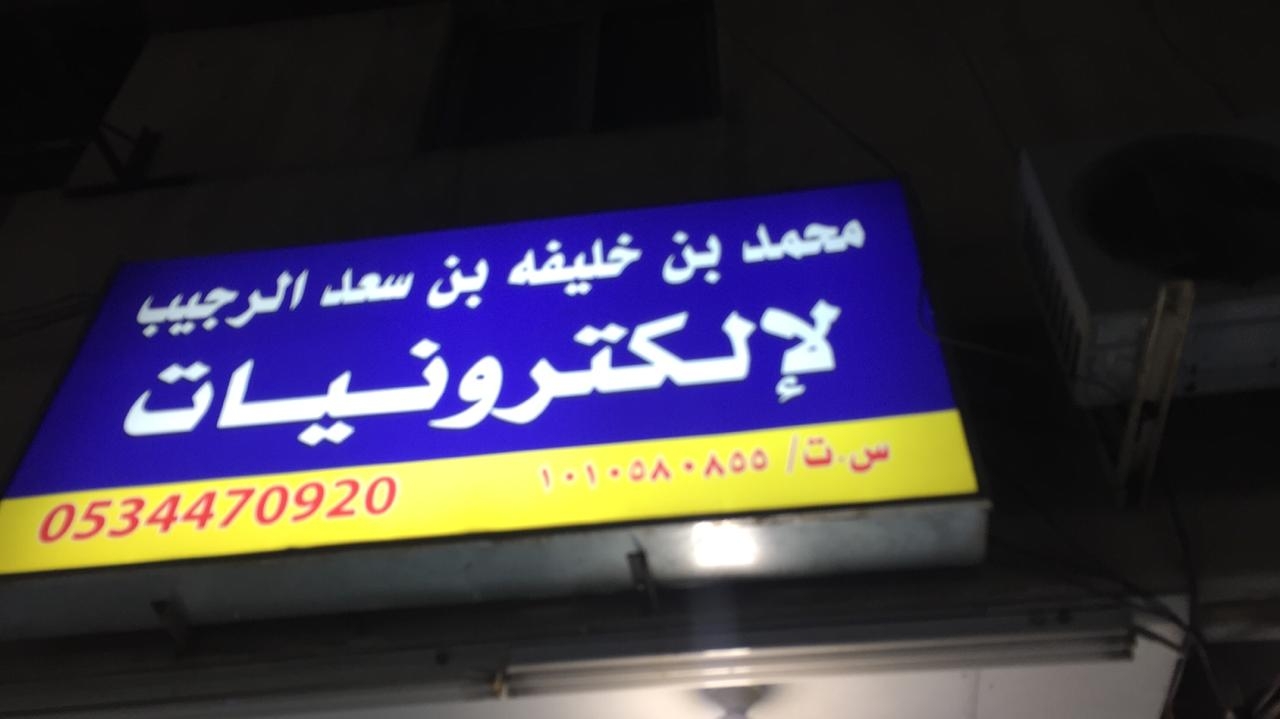 محمد بن خليفه بن سعد الرجيب
لإلكترونيات
س.ت/ ١٠١٠٥٨٠٨٥٥
0534470920